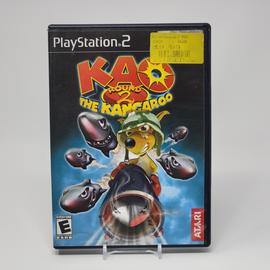 PlayStation 2
KAO
ROUND 2
THE KANGAROO
E
ATARI